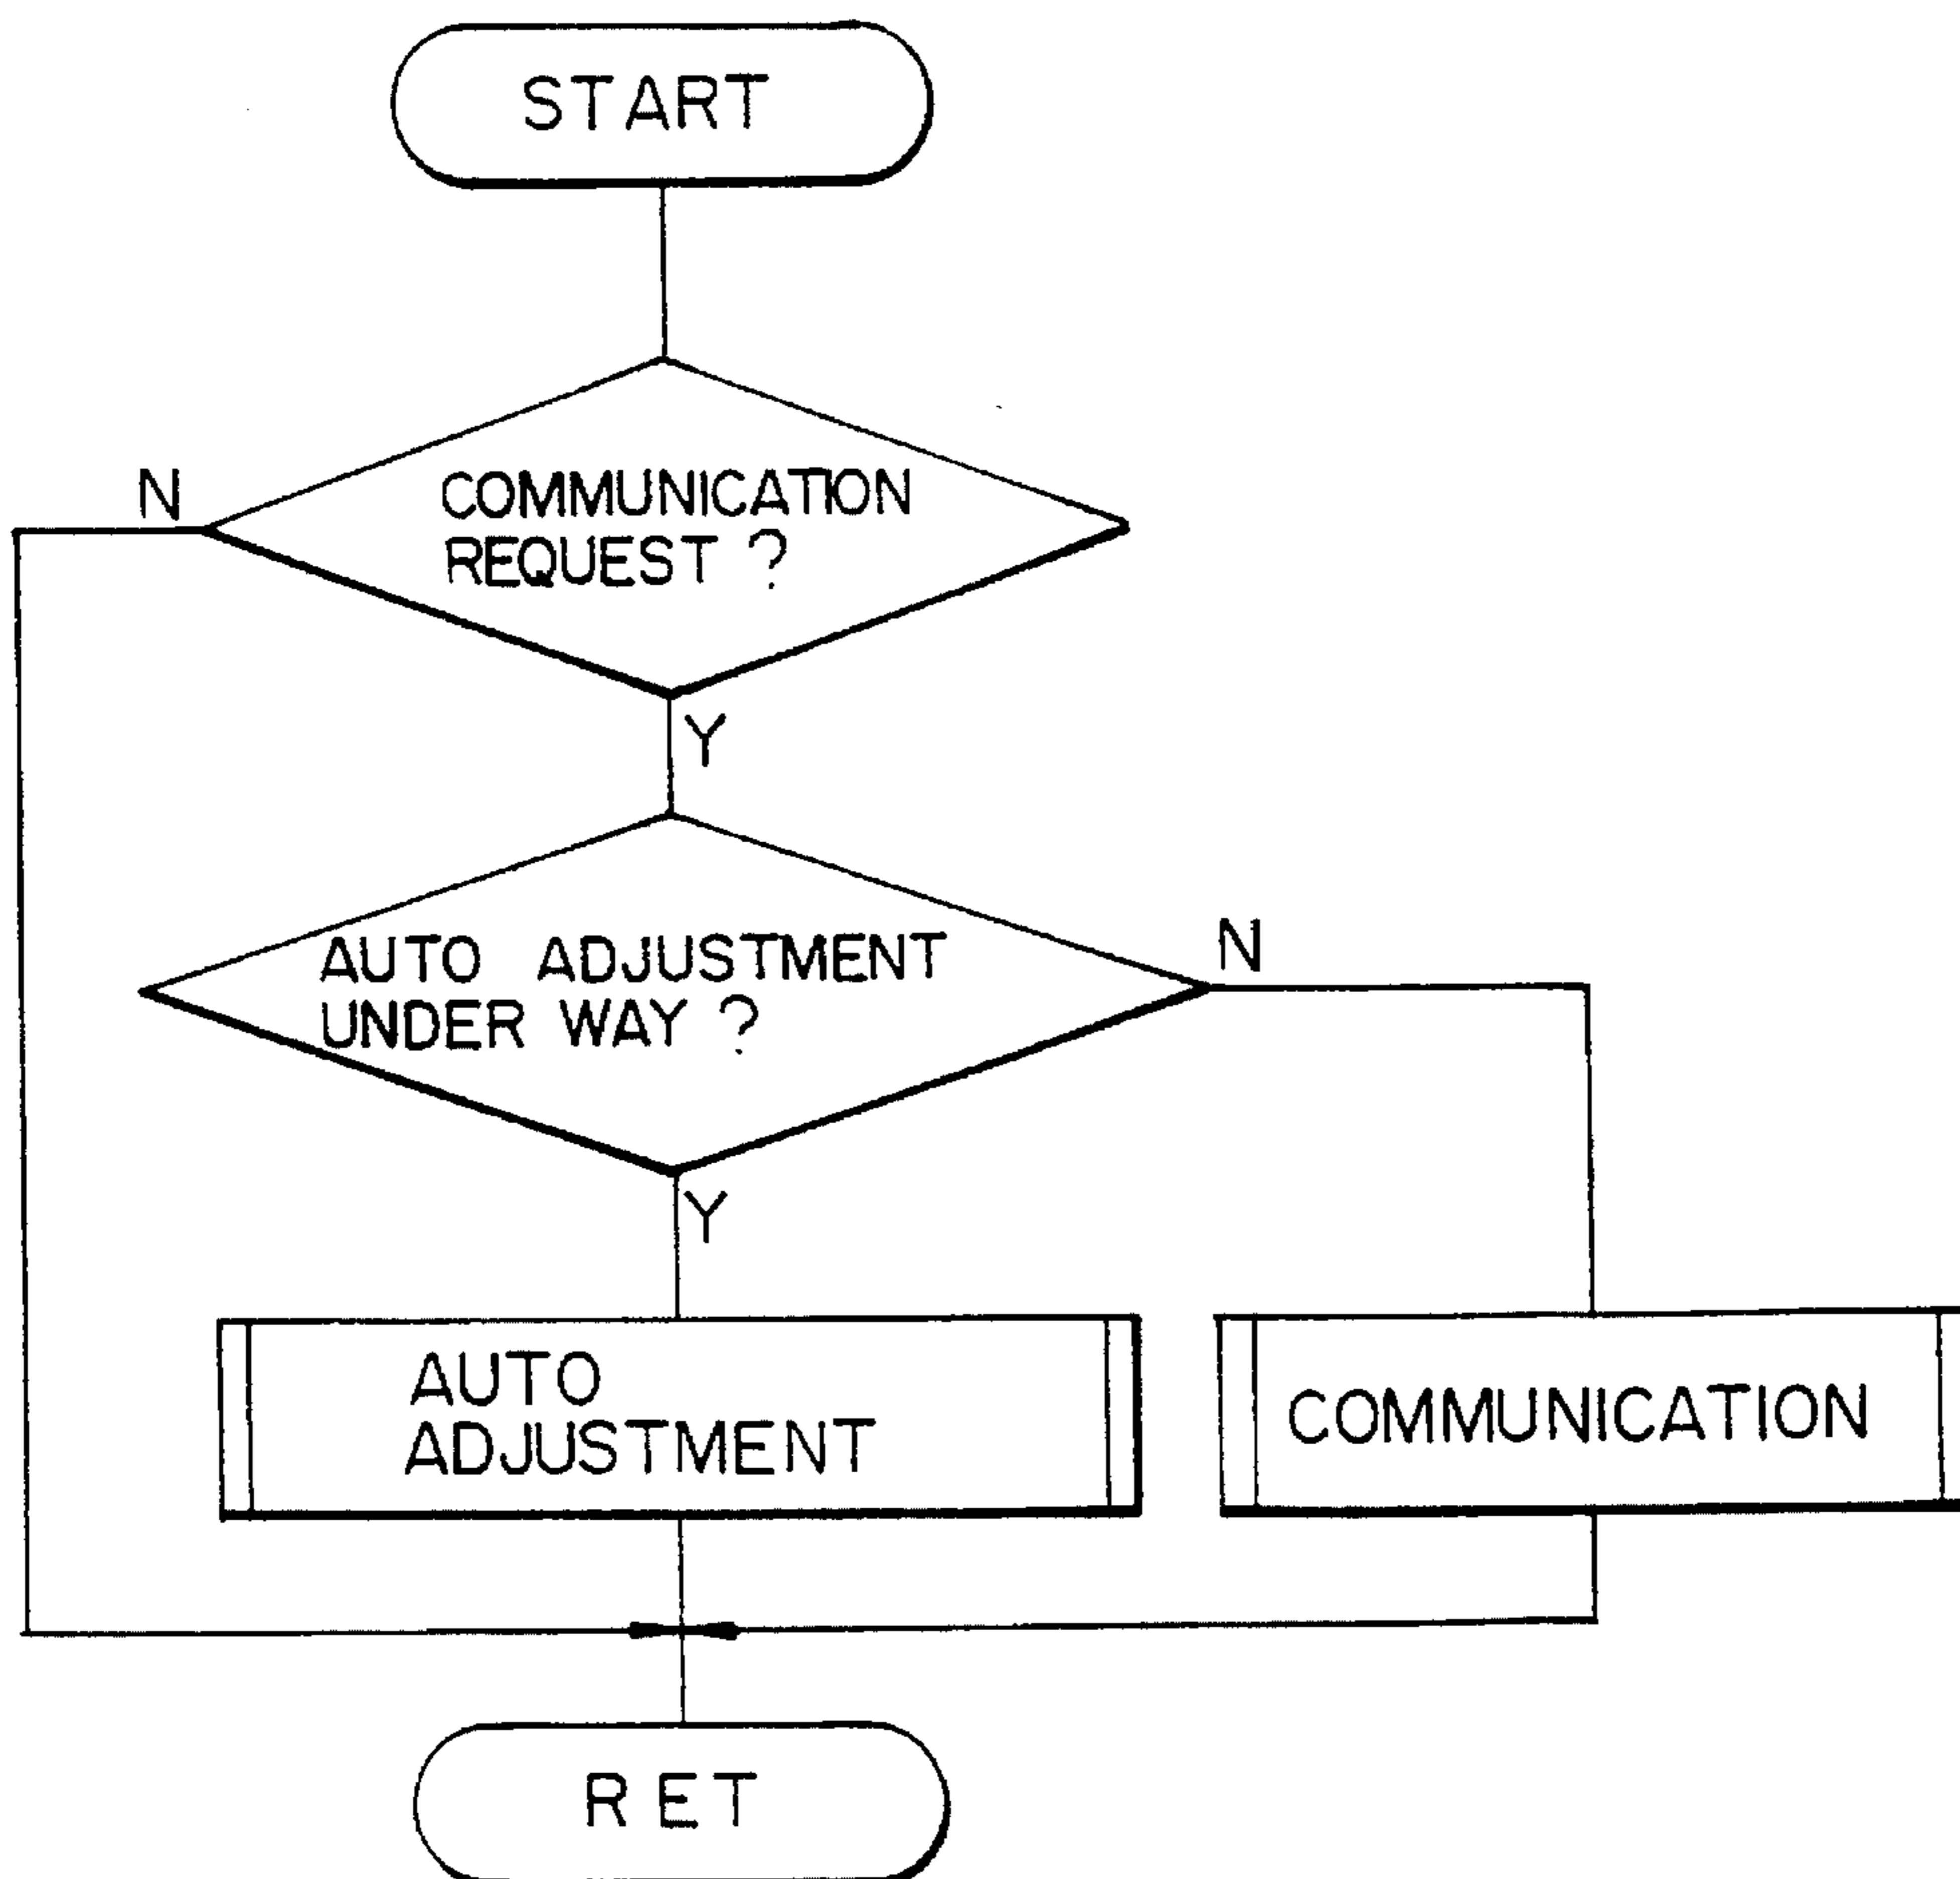 START
N
COMMUNICATION
REQUEST ?
Y
AUTO ADJUSTMENT
UNDER WAY ?
N
Y
AUTO
ADJUSTMENT
COMMUNICATION
RET